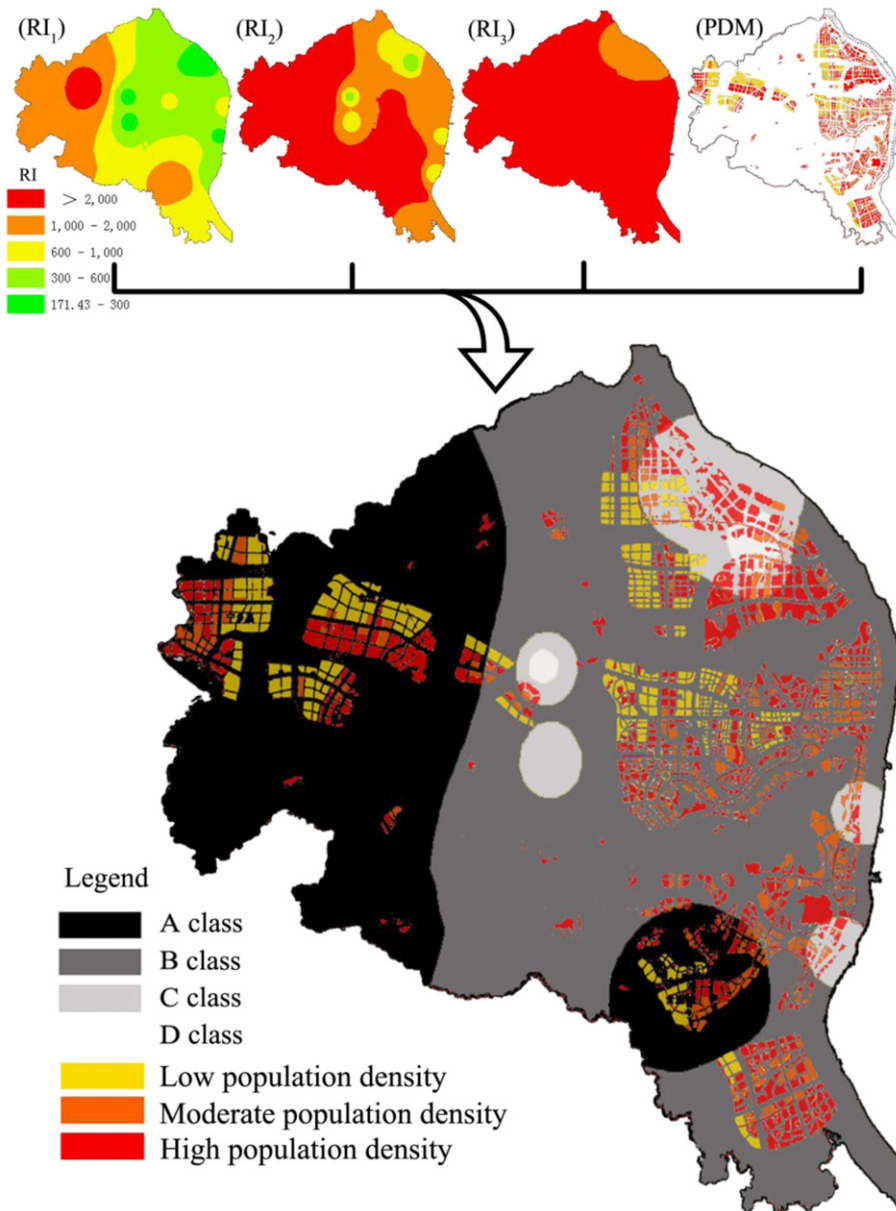 (RI₁)
(RI₂)
(RI₃)
(PDM)
RI
> 2,000
1,000 - 2,000
600 - 1,000
300 - 600
171.43 - 300
Legend
A class
B class
C class
D class
Low population density
Moderate population density
High population density